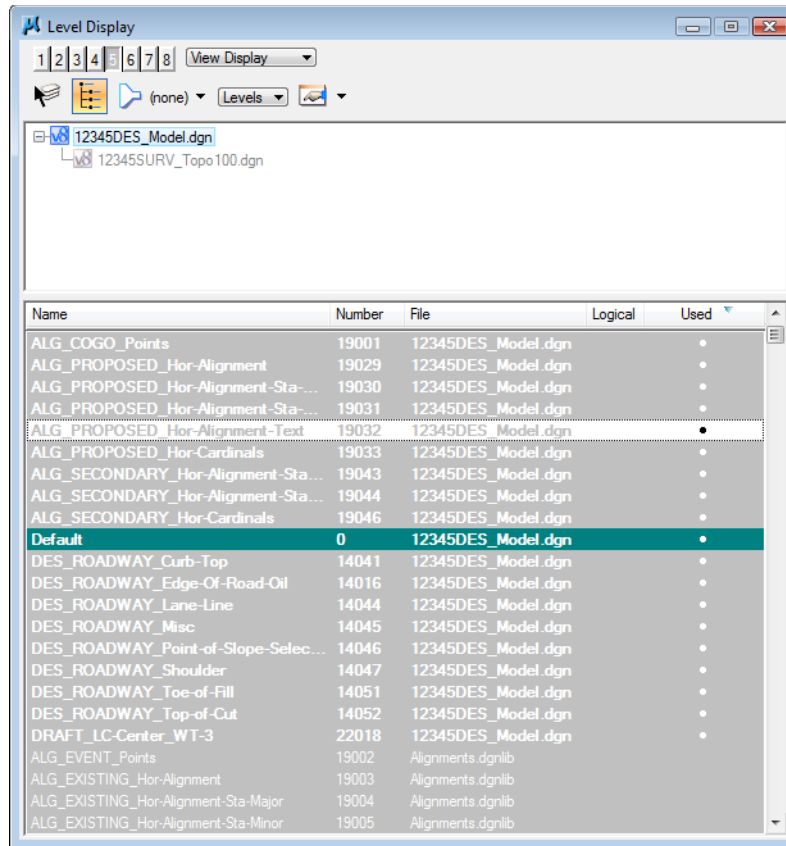 Level Display
1 2 3 4 5 6 7 8 View Display
(none) Levels
12345DES_Model.dgn
12345SURV_Topo100.dgn
Name Number File Logical Used
ALG_COGO_Points 19001 12345DES_Model.dgn
ALG_PROPOSED_Hor-Alignment 19029 12345DES_Model.dgn
ALG_PROPOSED_Hor-Alignment-Sta-... 19030 12345DES_Model.dgn
ALG_PROPOSED_Hor-Alignment-Sta-... 19031 12345DES_Model.dgn
ALG_PROPOSED_Hor-Alignment-Text 19032 12345DES_Model.dgn
ALG_PROPOSED_Hor-Cardinals 19033 12345DES_Model.dgn
ALG_SECONDARY_Hor-Alignment-Sta... 19043 12345DES_Model.dgn
ALG_SECONDARY_Hor-Alignment-Sta... 19044 12345DES_Model.dgn
ALG_SECONDARY_Hor-Cardinals 19046 12345DES_Model.dgn
Default 0 12345DES_Model.dgn
DES_ROADWAY_Curb-Top 14041 12345DES_Model.dgn
DES_ROADWAY_Edge-Of-Road-Oil 14016 12345DES_Model.dgn
DES_ROADWAY_Lane-Line 14044 12345DES_Model.dgn
DES_ROADWAY_Misc 14045 12345DES_Model.dgn
DES_ROADWAY_Point-of-Slope-Selec... 14046 12345DES_Model.dgn
DES_ROADWAY_Shoulder 14047 12345DES_Model.dgn
DES_ROADWAY_Toe-of-Fill 14051 12345DES_Model.dgn
DES_ROADWAY_Top-of-Cut 14052 12345DES_Model.dgn
DRAFT_LC-Center_WT-3 22018 12345DES_Model.dgn
ALG_EVENT_Points 19002 Alignments.dgnlib
ALG_EXISTING_Hor-Alignment 19003 Alignments.dgnlib
ALG_EXISTING_Hor-Alignment-Sta-Major 19004 Alignments.dgnlib
ALG_EXISTING_Hor-Alignment-Sta-Minor 19005 Alignments.dgnlib